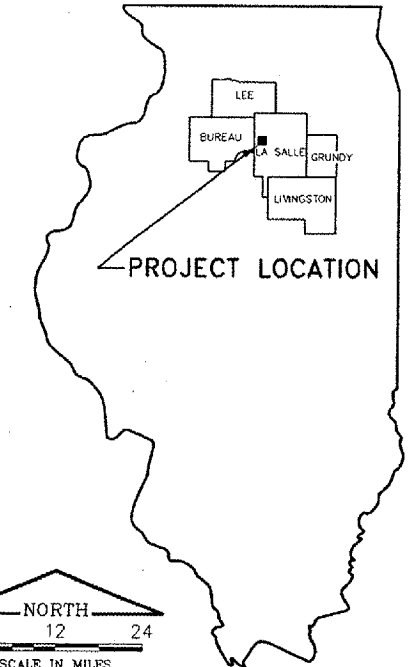 LEE
BUREAU
LA SALLE
GRUNDY
LIVINGSTON
PROJECT LOCATION
NORTH
12 24
SCALE IN MILES